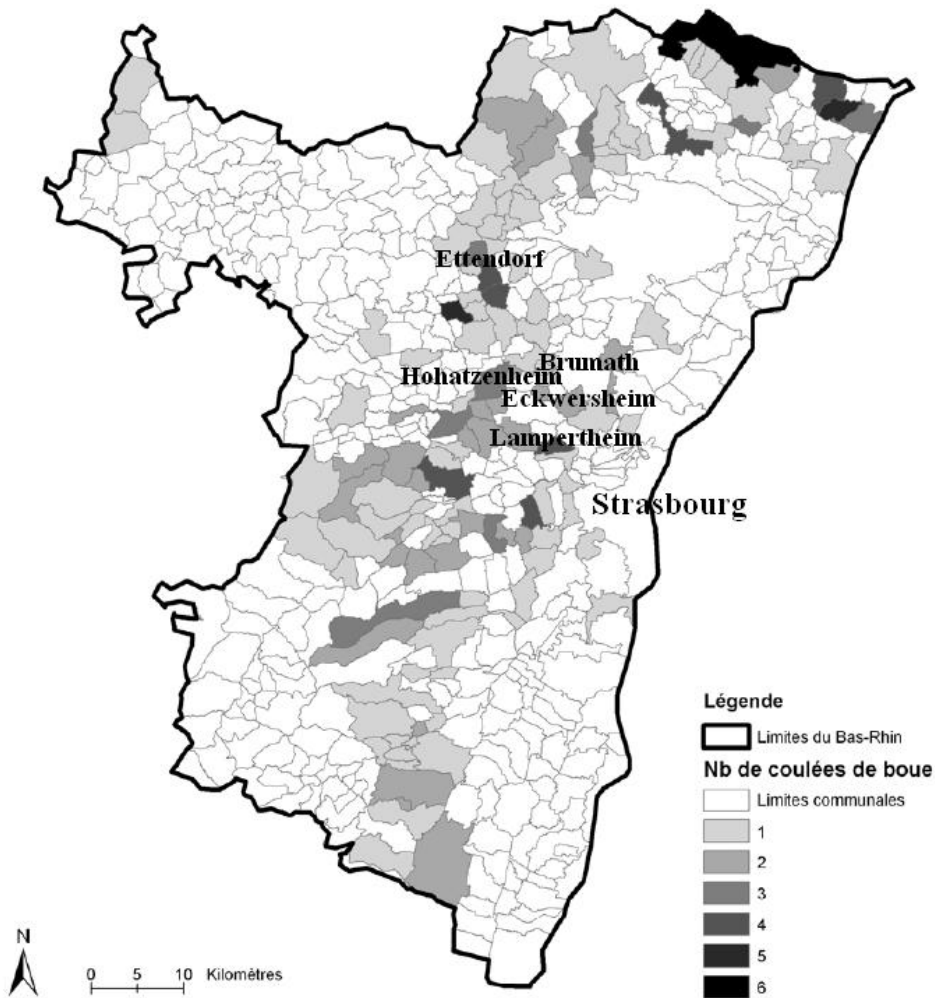 Ettendorf
Brumath
Hohatzenheim
Eckwersheim
Lampertheim
Strasbourg
Légende
Limites du Bas-Rhin
Nb de coulées de boue
Limites communales
1
2
3
4
5
6
N
0 5 10 Kilomètres